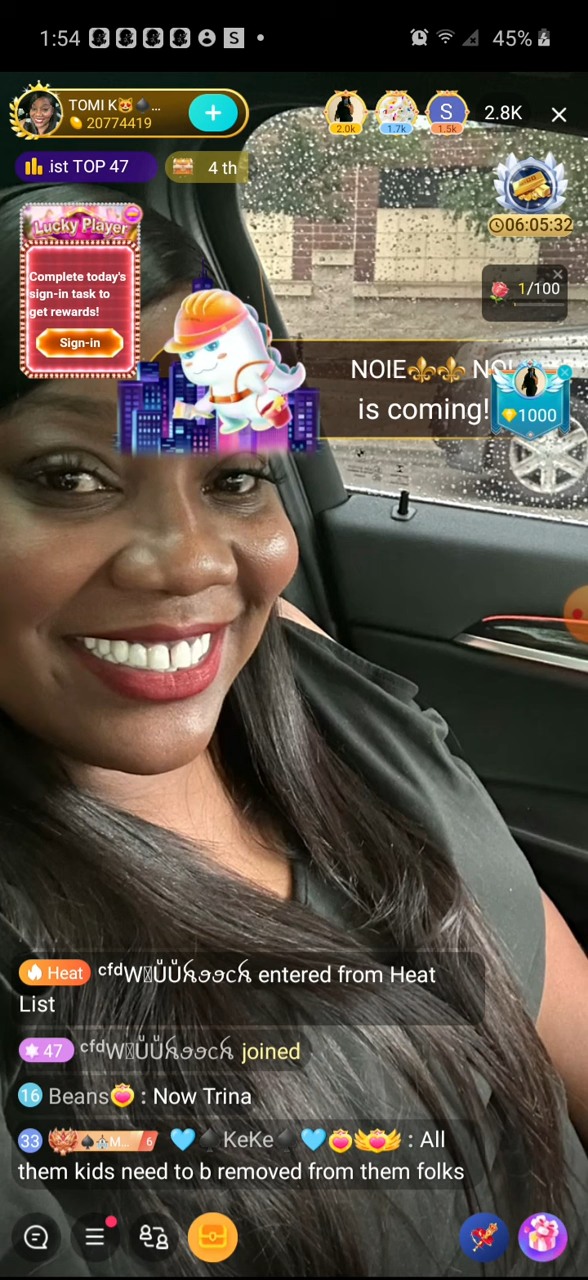 1:54 S 45%
TOMI K😼♠️... 2.0k 1.7k S 1.5k 2.8K ×
20774419
ist TOP 47 4 th
06:05:32
Lucky Player
Complete today's
sign-in task to
get rewards!
Sign-in
1/100
NOIE⚜️⚜️
is coming!
1000
Heat ᶜᶠᵈW entered from Heat
List
47 ᶜᶠᵈW joined
16 Beans : Now Trina
33 M... 6 🩵♠️KeKe♠️🩵 : All
them kids need to b removed from them folks